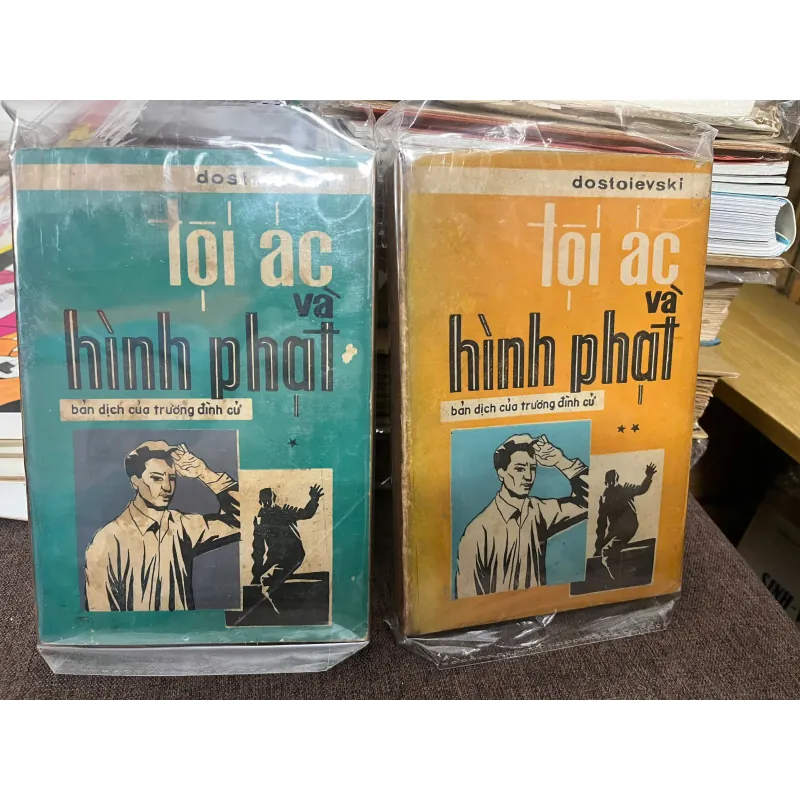 tội ác
và
hình phạt
bản dịch của trương đình cử
*
dostoievski
tội ác
và
hình phạt
bản dịch của trương đình cử
**